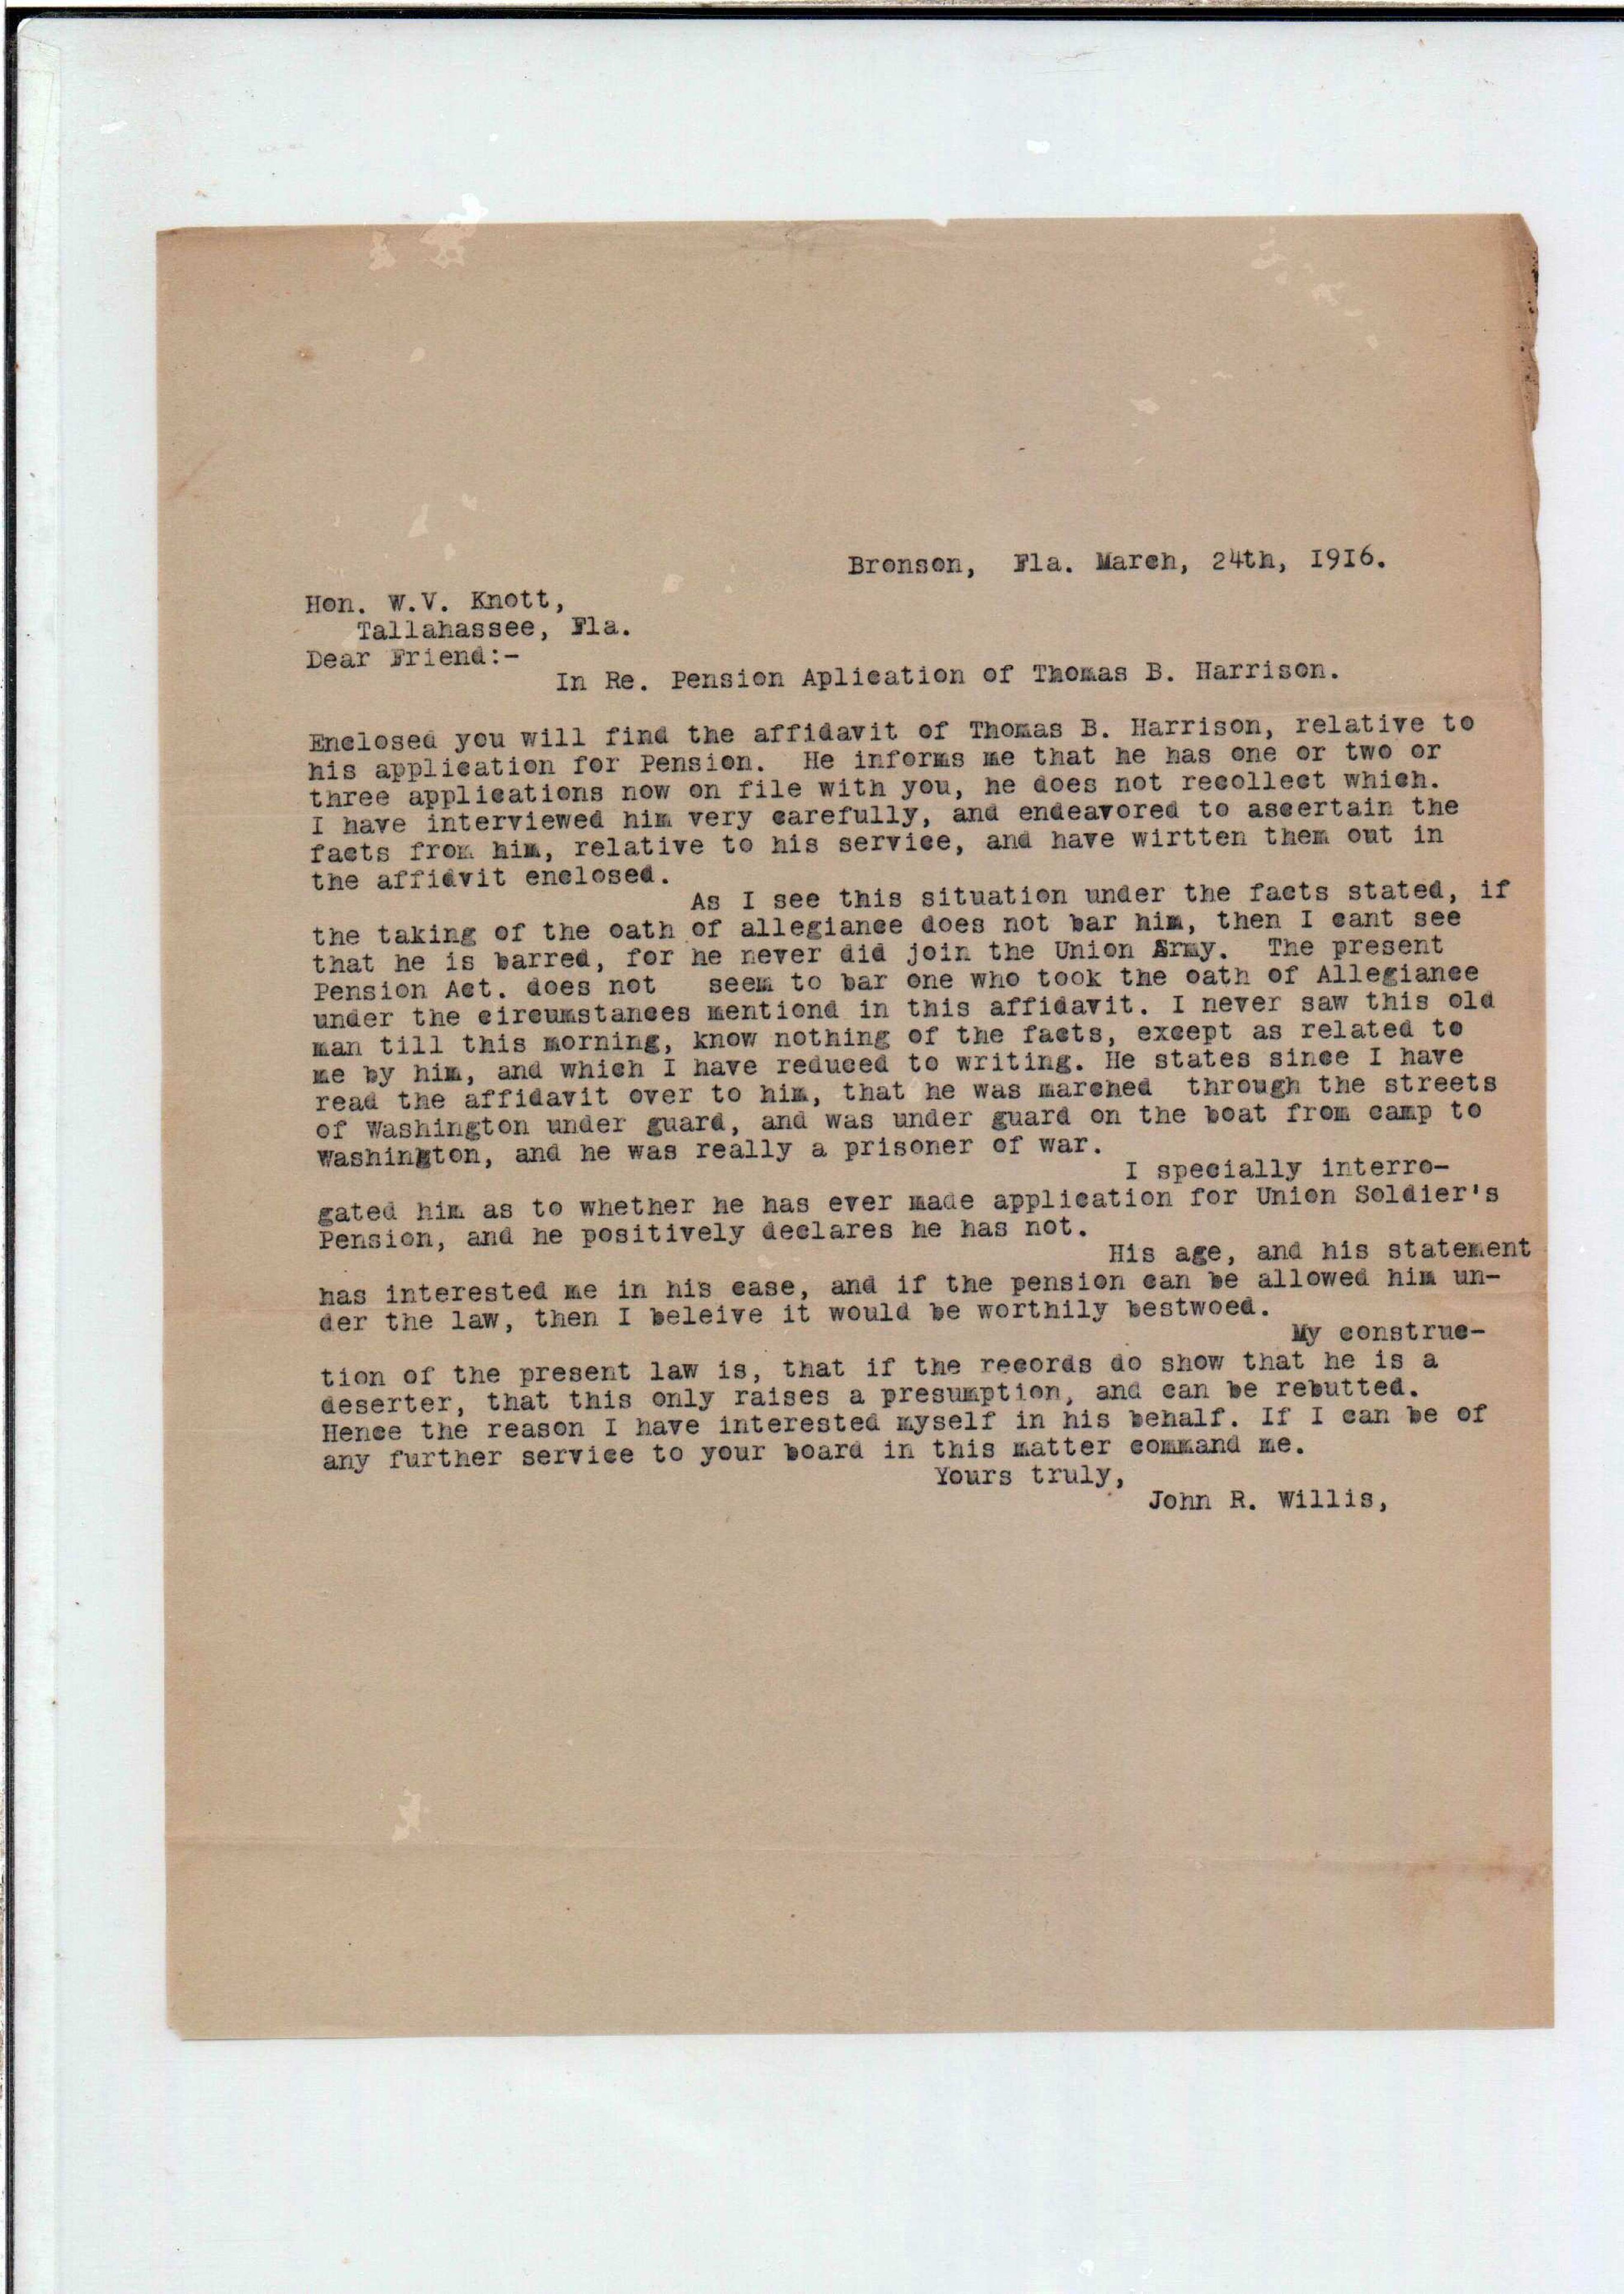 Bronson, Fla. March, 24th, 1916.
Hon. W.V. Knott,
Tallahassee, Fla.
Dear Friend:-
In Re. Pension Aplication of Thomas B. Harrison.
Enclosed you will find the affidavit of Thomas B. Harrison, relative to
his application for Pension. He informs me that he has one or two or
three applications now on file with you, he does not recollect which.
I have interviewed him very carefully, and endeavored to ascertain the
facts from him, relative to his service, and have wirtten them out in
the affidvit enclosed.
As I see this situation under the facts stated, if
the taking of the oath of allegiance does not bar him, then I cant see
that he is barred, for he never did join the Union Army. The present
Pension Act. does not seem to bar one who took the oath of Allegiance
under the circumstances mentiond in this affidavit. I never saw this old
man till this morning, know nothing of the facts, except as related to
me by him, and which I have reduced to writing. He states since I have
read the affidavit over to him, that he was marched through the streets
of Washington under guard, and was under guard on the boat from camp to
Washington, and he was really a prisoner of war.
I specially interro-
gated him as to whether he has ever made application for Union Soldier's
Pension, and he positively declares he has not.
His age, and his statement
has interested me in his case, and if the pension can be allowed him un-
der the law, then I beleive it would be worthily bestwoed.
My construc-
tion of the present law is, that if the records do show that he is a
deserter, that this only raises a presumption, and can be rebutted.
Hence the reason I have interested myself in his behalf. If I can be of
any further service to your board in this matter command me.
Yours truly,
John R. Willis,